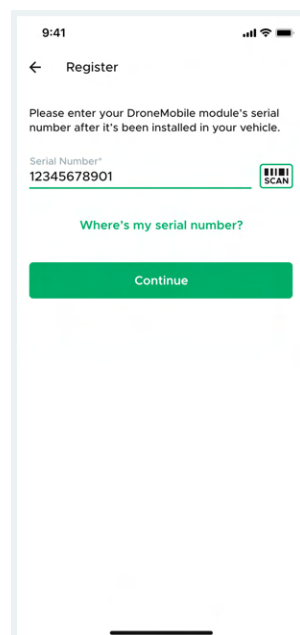 9:41
Register
Please enter your DroneMobile module's serial
number after it's been installed in your vehicle.
Serial Number*
12345678901
SCAN
Where's my serial number?
Continue